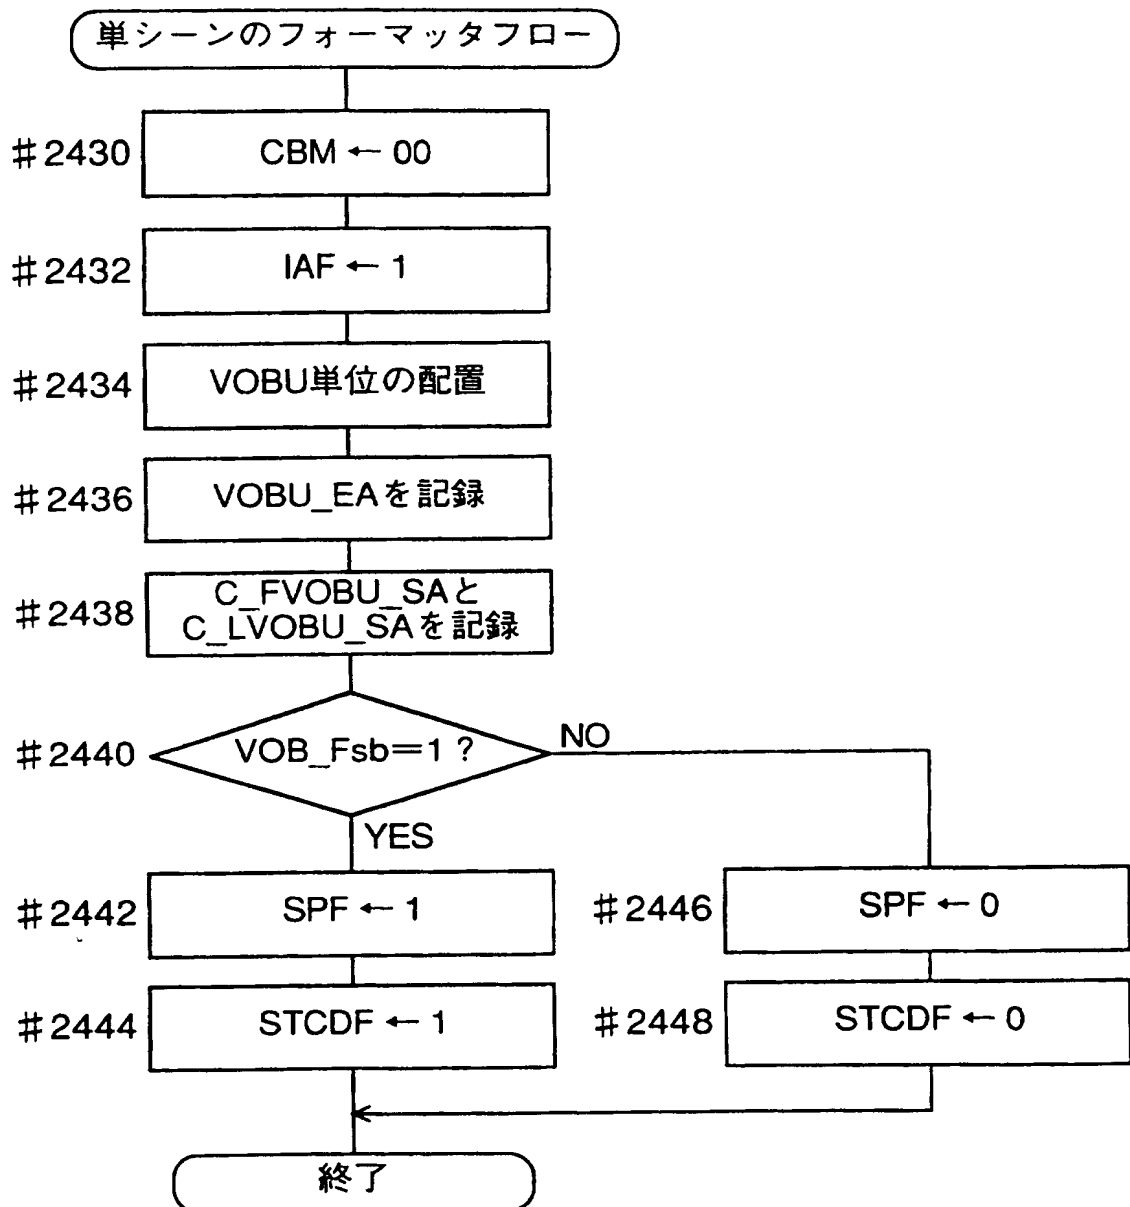 単シーンのフォーマッタフロー
#2430
CBM ← 00
#2432
IAF ← 1
#2434
VOBU単位の配置
#2436
VOBU_EAを記録
#2438
C_FVOBU_SAと
C_LVOBU_SAを記録
#2440
VOB_Fsb=1 ?
NO
YES
#2442
SPF ← 1
#2446
SPF ← 0
#2444
STCDF ← 1
#2448
STCDF ← 0
終了